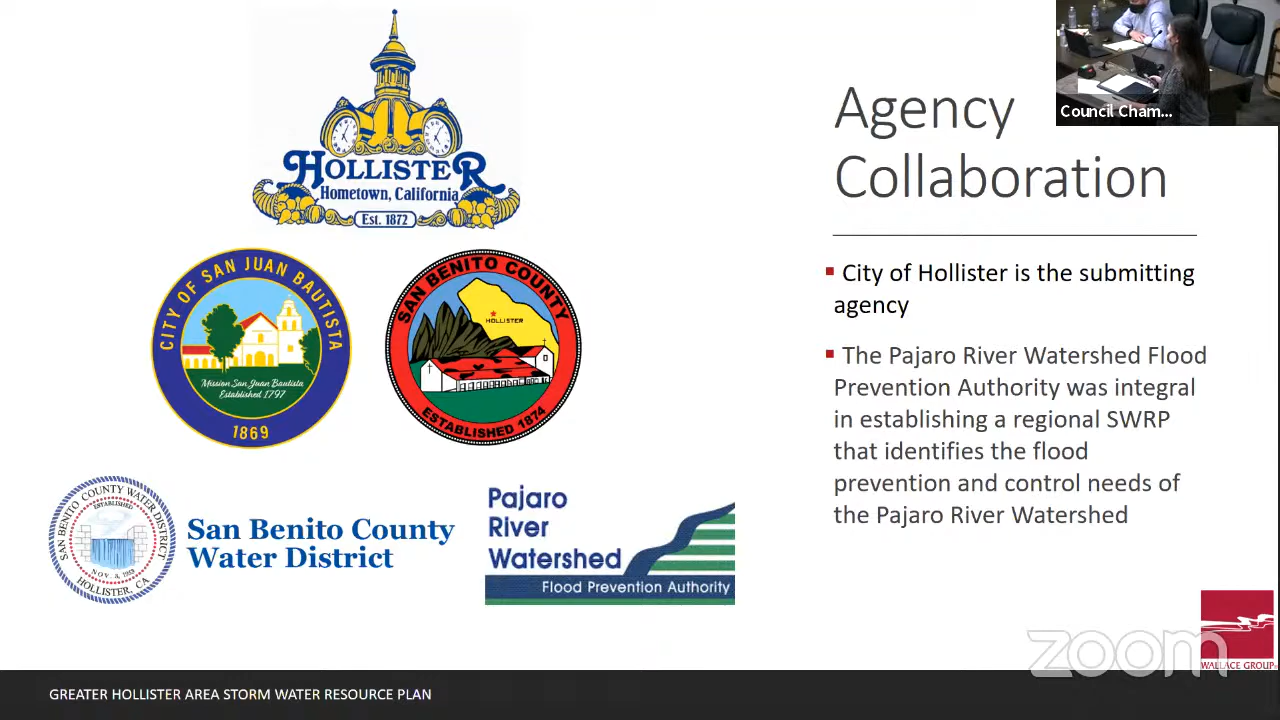 HOLLISTER
Hometown, California
Est. 1872
CITY OF SAN JUAN BAUTISTA
Mission San Juan Bautista
Established 1797
1869
SAN BENITO COUNTY
HOLLISTER
ESTABLISHED 1874
SAN BENITO COUNTY WATER DISTRICT
ESTABLISHED
HOLLISTER, CA
San Benito County
Water District
Pajaro
River
Watershed
Flood Prevention Authority
Council Cham...
Agency
Collaboration
▪ City of Hollister is the submitting
agency
▪ The Pajaro River Watershed Flood
Prevention Authority was integral
in establishing a regional SWRP
that identifies the flood
prevention and control needs of
the Pajaro River Watershed
zoom
WALLACE GROUP
GREATER HOLLISTER AREA STORM WATER RESOURCE PLAN